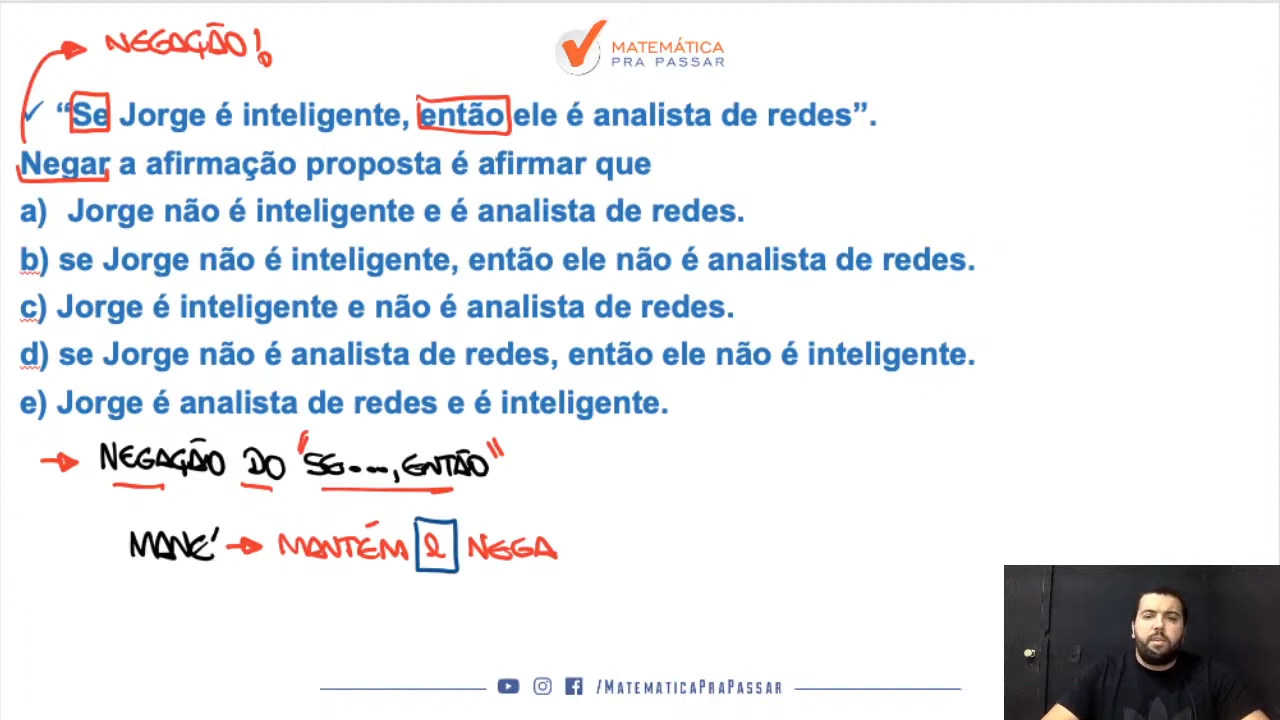 NEGAÇÃO!
MATEMÁTICA
PRA PASSAR
✓ “Se Jorge é inteligente, então ele é analista de redes”.
Negar a afirmação proposta é afirmar que
a) Jorge não é inteligente e é analista de redes.
b) se Jorge não é inteligente, então ele não é analista de redes.
c) Jorge é inteligente e não é analista de redes.
d) se Jorge não é analista de redes, então ele não é inteligente.
e) Jorge é analista de redes e é inteligente.
→ NEGAÇÃO DO "SE..., ENTÃO"
MANÉ → MANTÉM e NEGA
/MATEMATICAPRAPASSAR